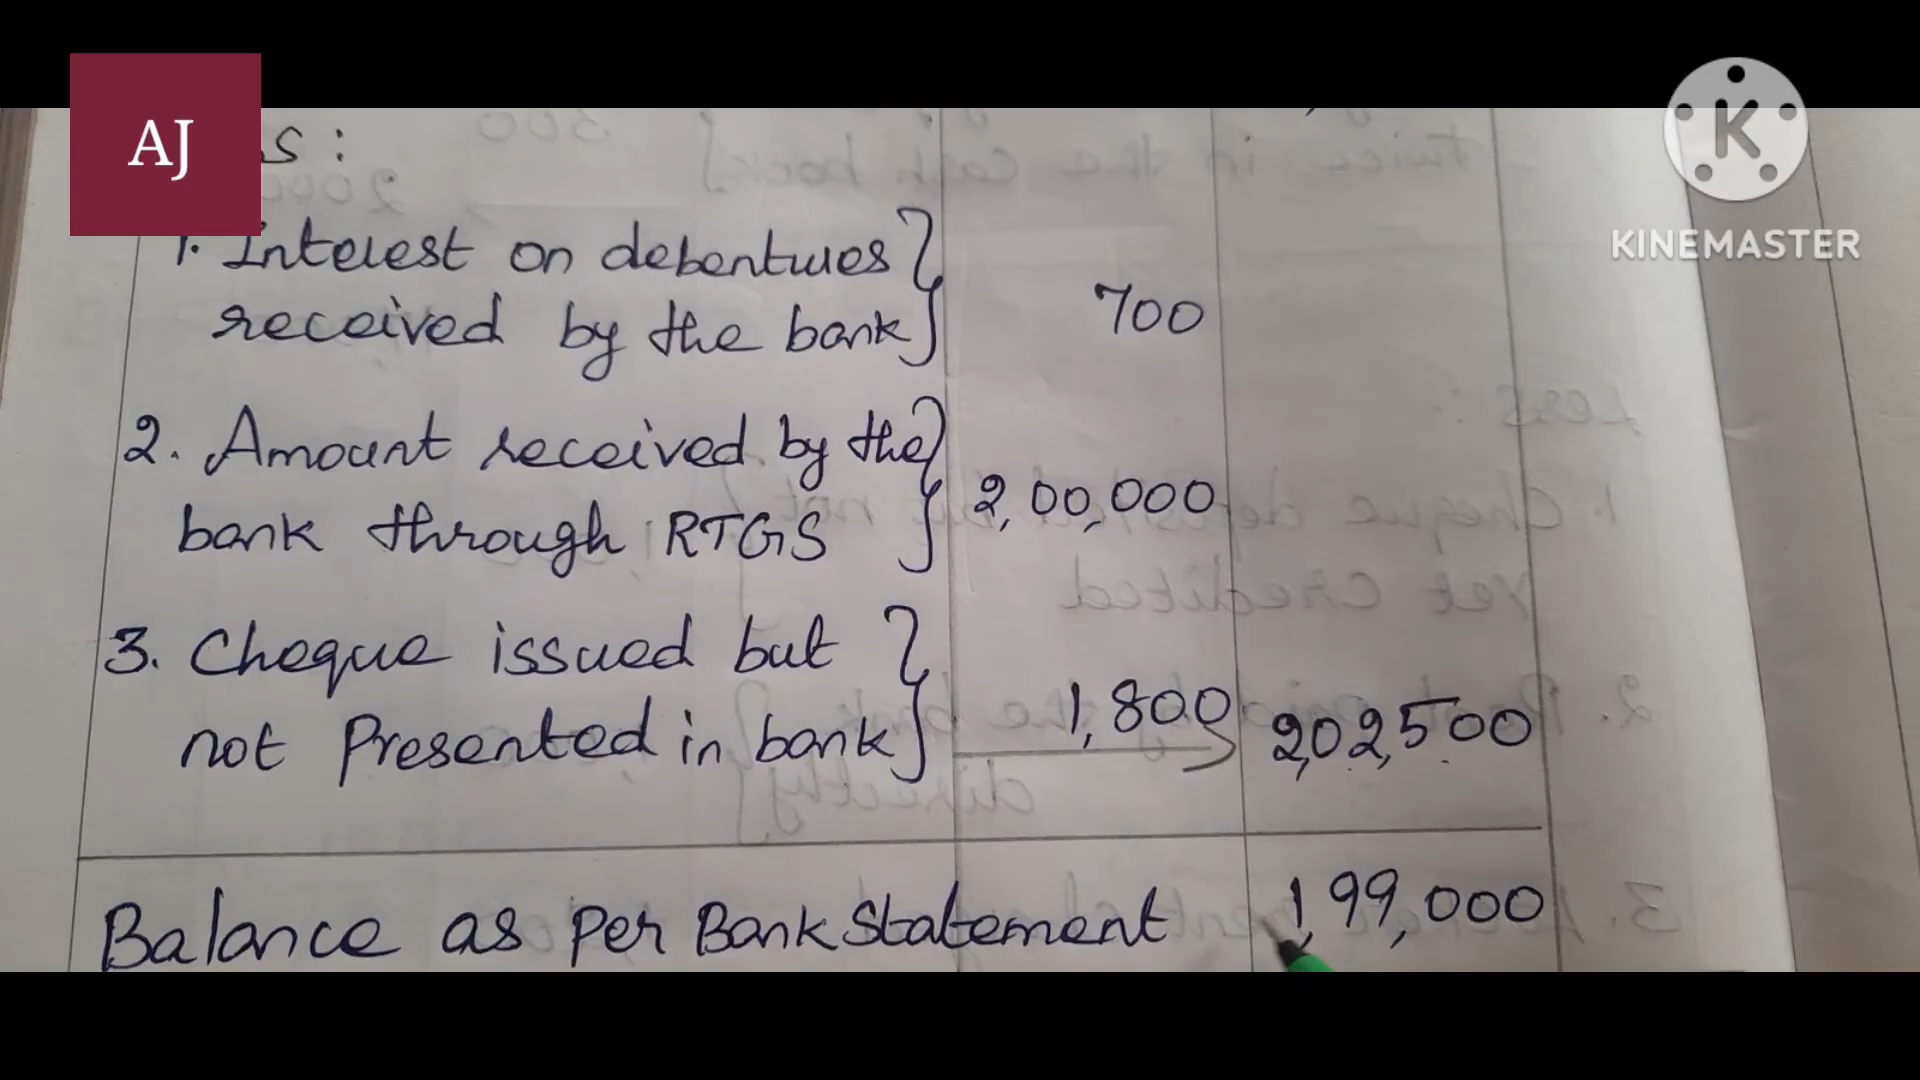 AJ
KINEMASTER
s:
1. Interest on debentures
received by the bank 700
2. Amount received by the
bank through RTGS 2,00,000
3. Cheque issued but
not Presented in bank 1,800 2,02,500
Balance as per Bank Statement 1,99,000